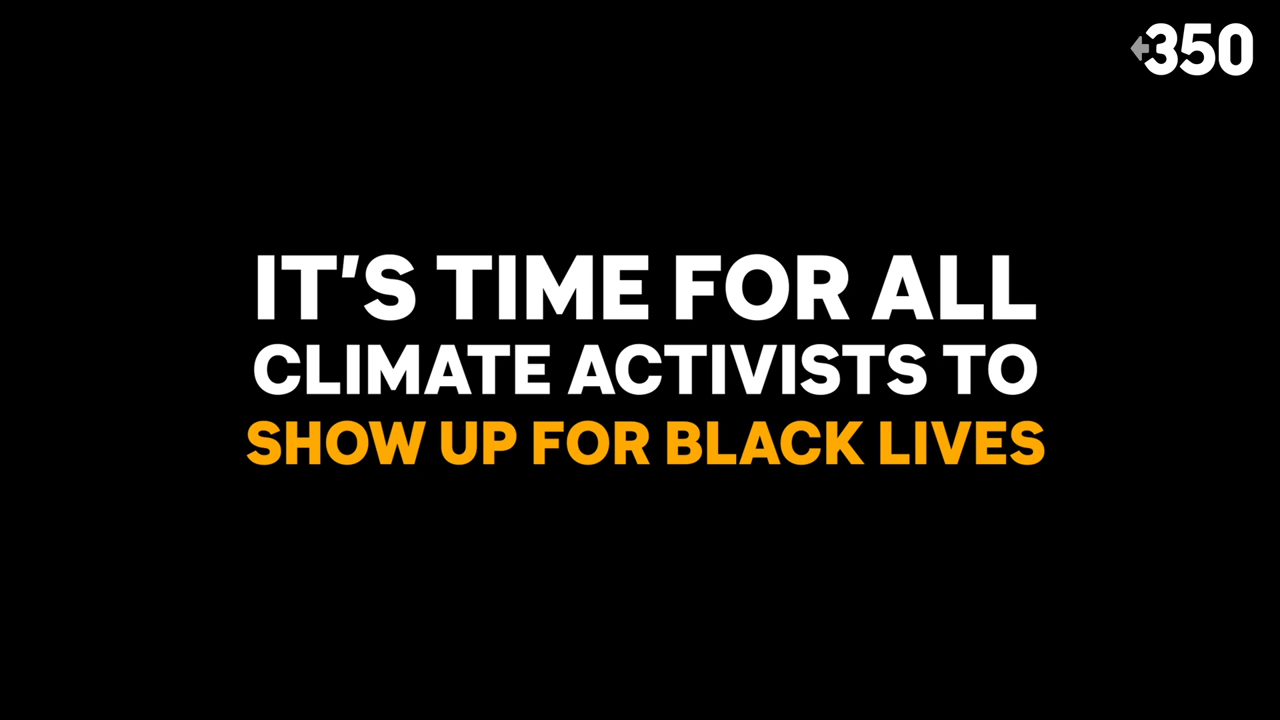 350
IT'S TIME FOR ALL
CLIMATE ACTIVISTS TO
SHOW UP FOR BLACK LIVES